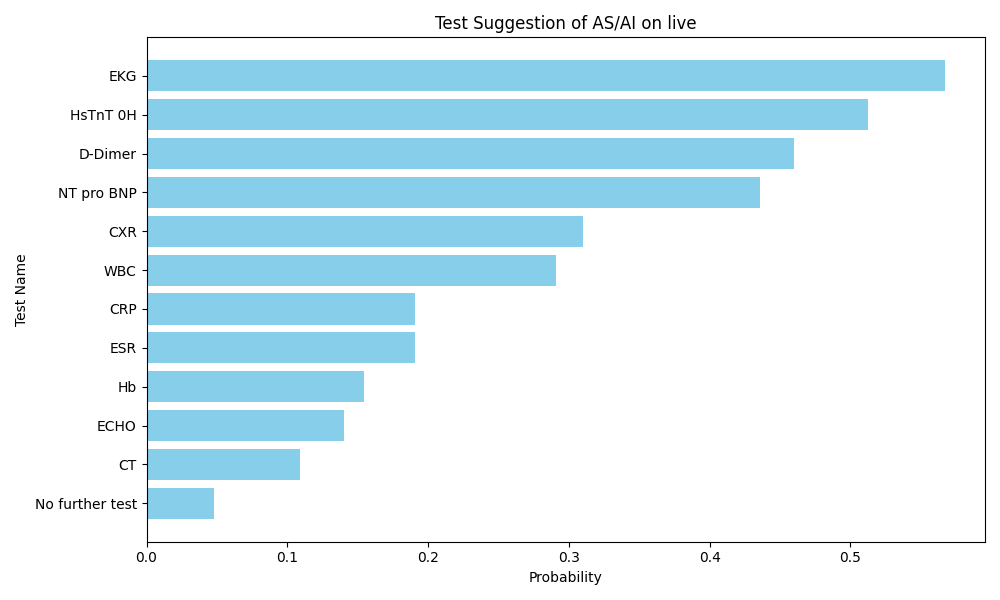 Test Suggestion of AS/AI on live
Test Name
EKG
HsTnT 0H
D-Dimer
NT pro BNP
CXR
WBC
CRP
ESR
Hb
ECHO
CT
No further test
0.0 0.1 0.2 0.3 0.4 0.5
Probability